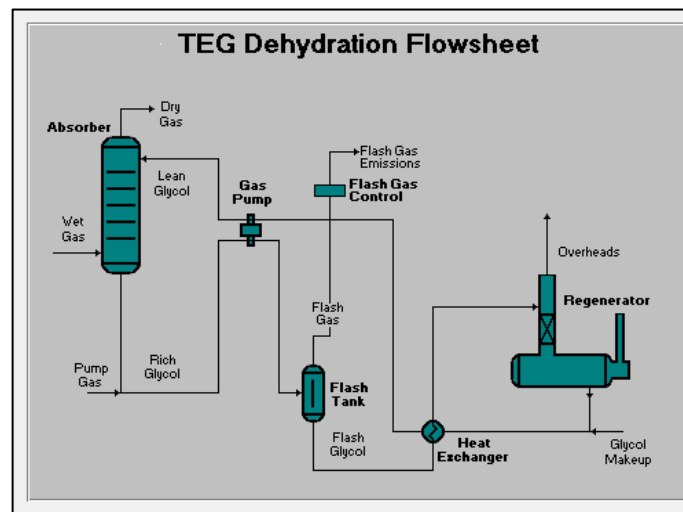 TEG Dehydration Flowsheet
Dry
Gas
Absorber
Flash Gas
Emissions
Lean
Glycol
Gas
Pump
Flash Gas
Control
Wet
Gas
Overheads
Regenerator
Flash
Gas
Pump
Gas
Rich
Glycol
Flash
Tank
Flash
Glycol
Heat
Exchanger
Glycol
Makeup